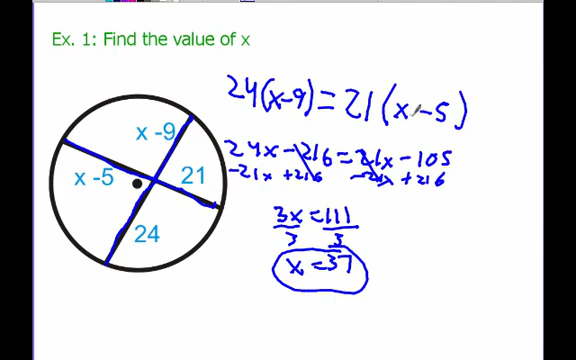 Ex. 1: Find the value of x
24(x-9)=21(x-5)
x -9
24x -216=21x -105
-21x +216 -21x +216
x -5
21
3x =111
3 3
24
x =37